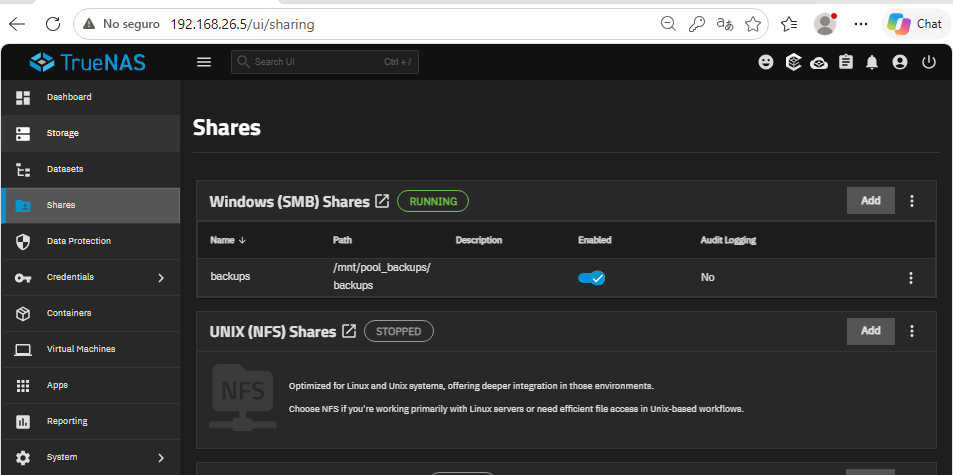 No seguro 192.168.26.5/ui/sharing
Chat
TrueNAS
Search UI Ctrl + /
Dashboard
Storage
Datasets
Shares
Data Protection
Credentials
Containers
Virtual Machines
Apps
Reporting
System
Shares
Windows (SMB) Shares RUNNING Add
Name Path Description Enabled Audit Logging
backups /mnt/pool_backups/ No
backups
UNIX (NFS) Shares STOPPED Add
NFS
Optimized for Linux and Unix systems, offering deeper integration in those environments.
Choose NFS if you're working primarily with Linux servers or need efficient file access in Unix-based workflows.